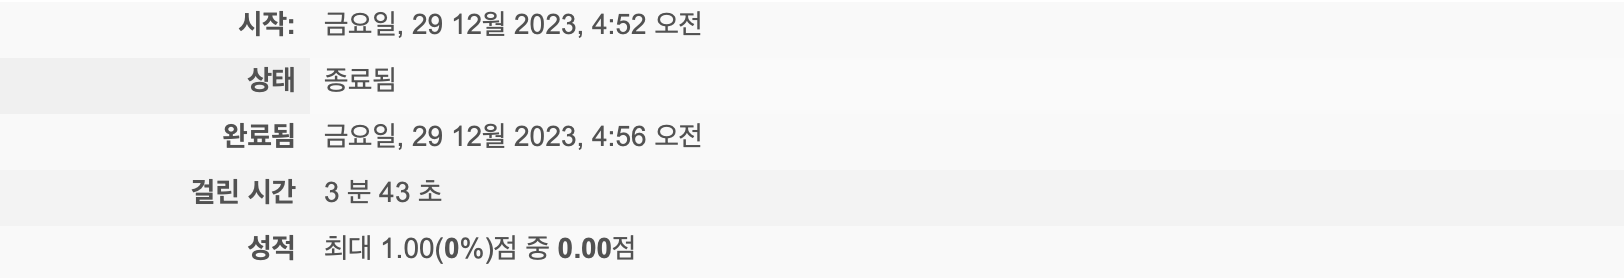 시작: 금요일, 29 12월 2023, 4:52 오전
상태 종료됨
완료됨 금요일, 29 12월 2023, 4:56 오전
걸린 시간 3 분 43 초
성적 최대 1.00(0%)점 중 0.00점